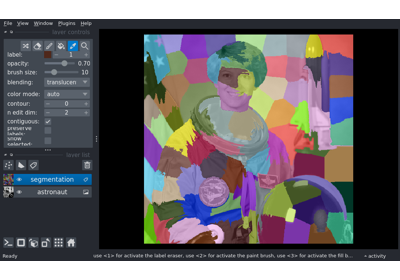 File View Window Plugins Help
layer controls
label: 1
opacity: 0.70
brush size: 10
blending: translucen
color mode: auto
contour: 0
n edit dim: 2
contiguous:
preserve
labels:
show
selected:
layer list
segmentation
astronaut
Ready
use <1> for activate the label eraser, use <2> for activate the paint brush, use <3> for activate the fill b...
activity